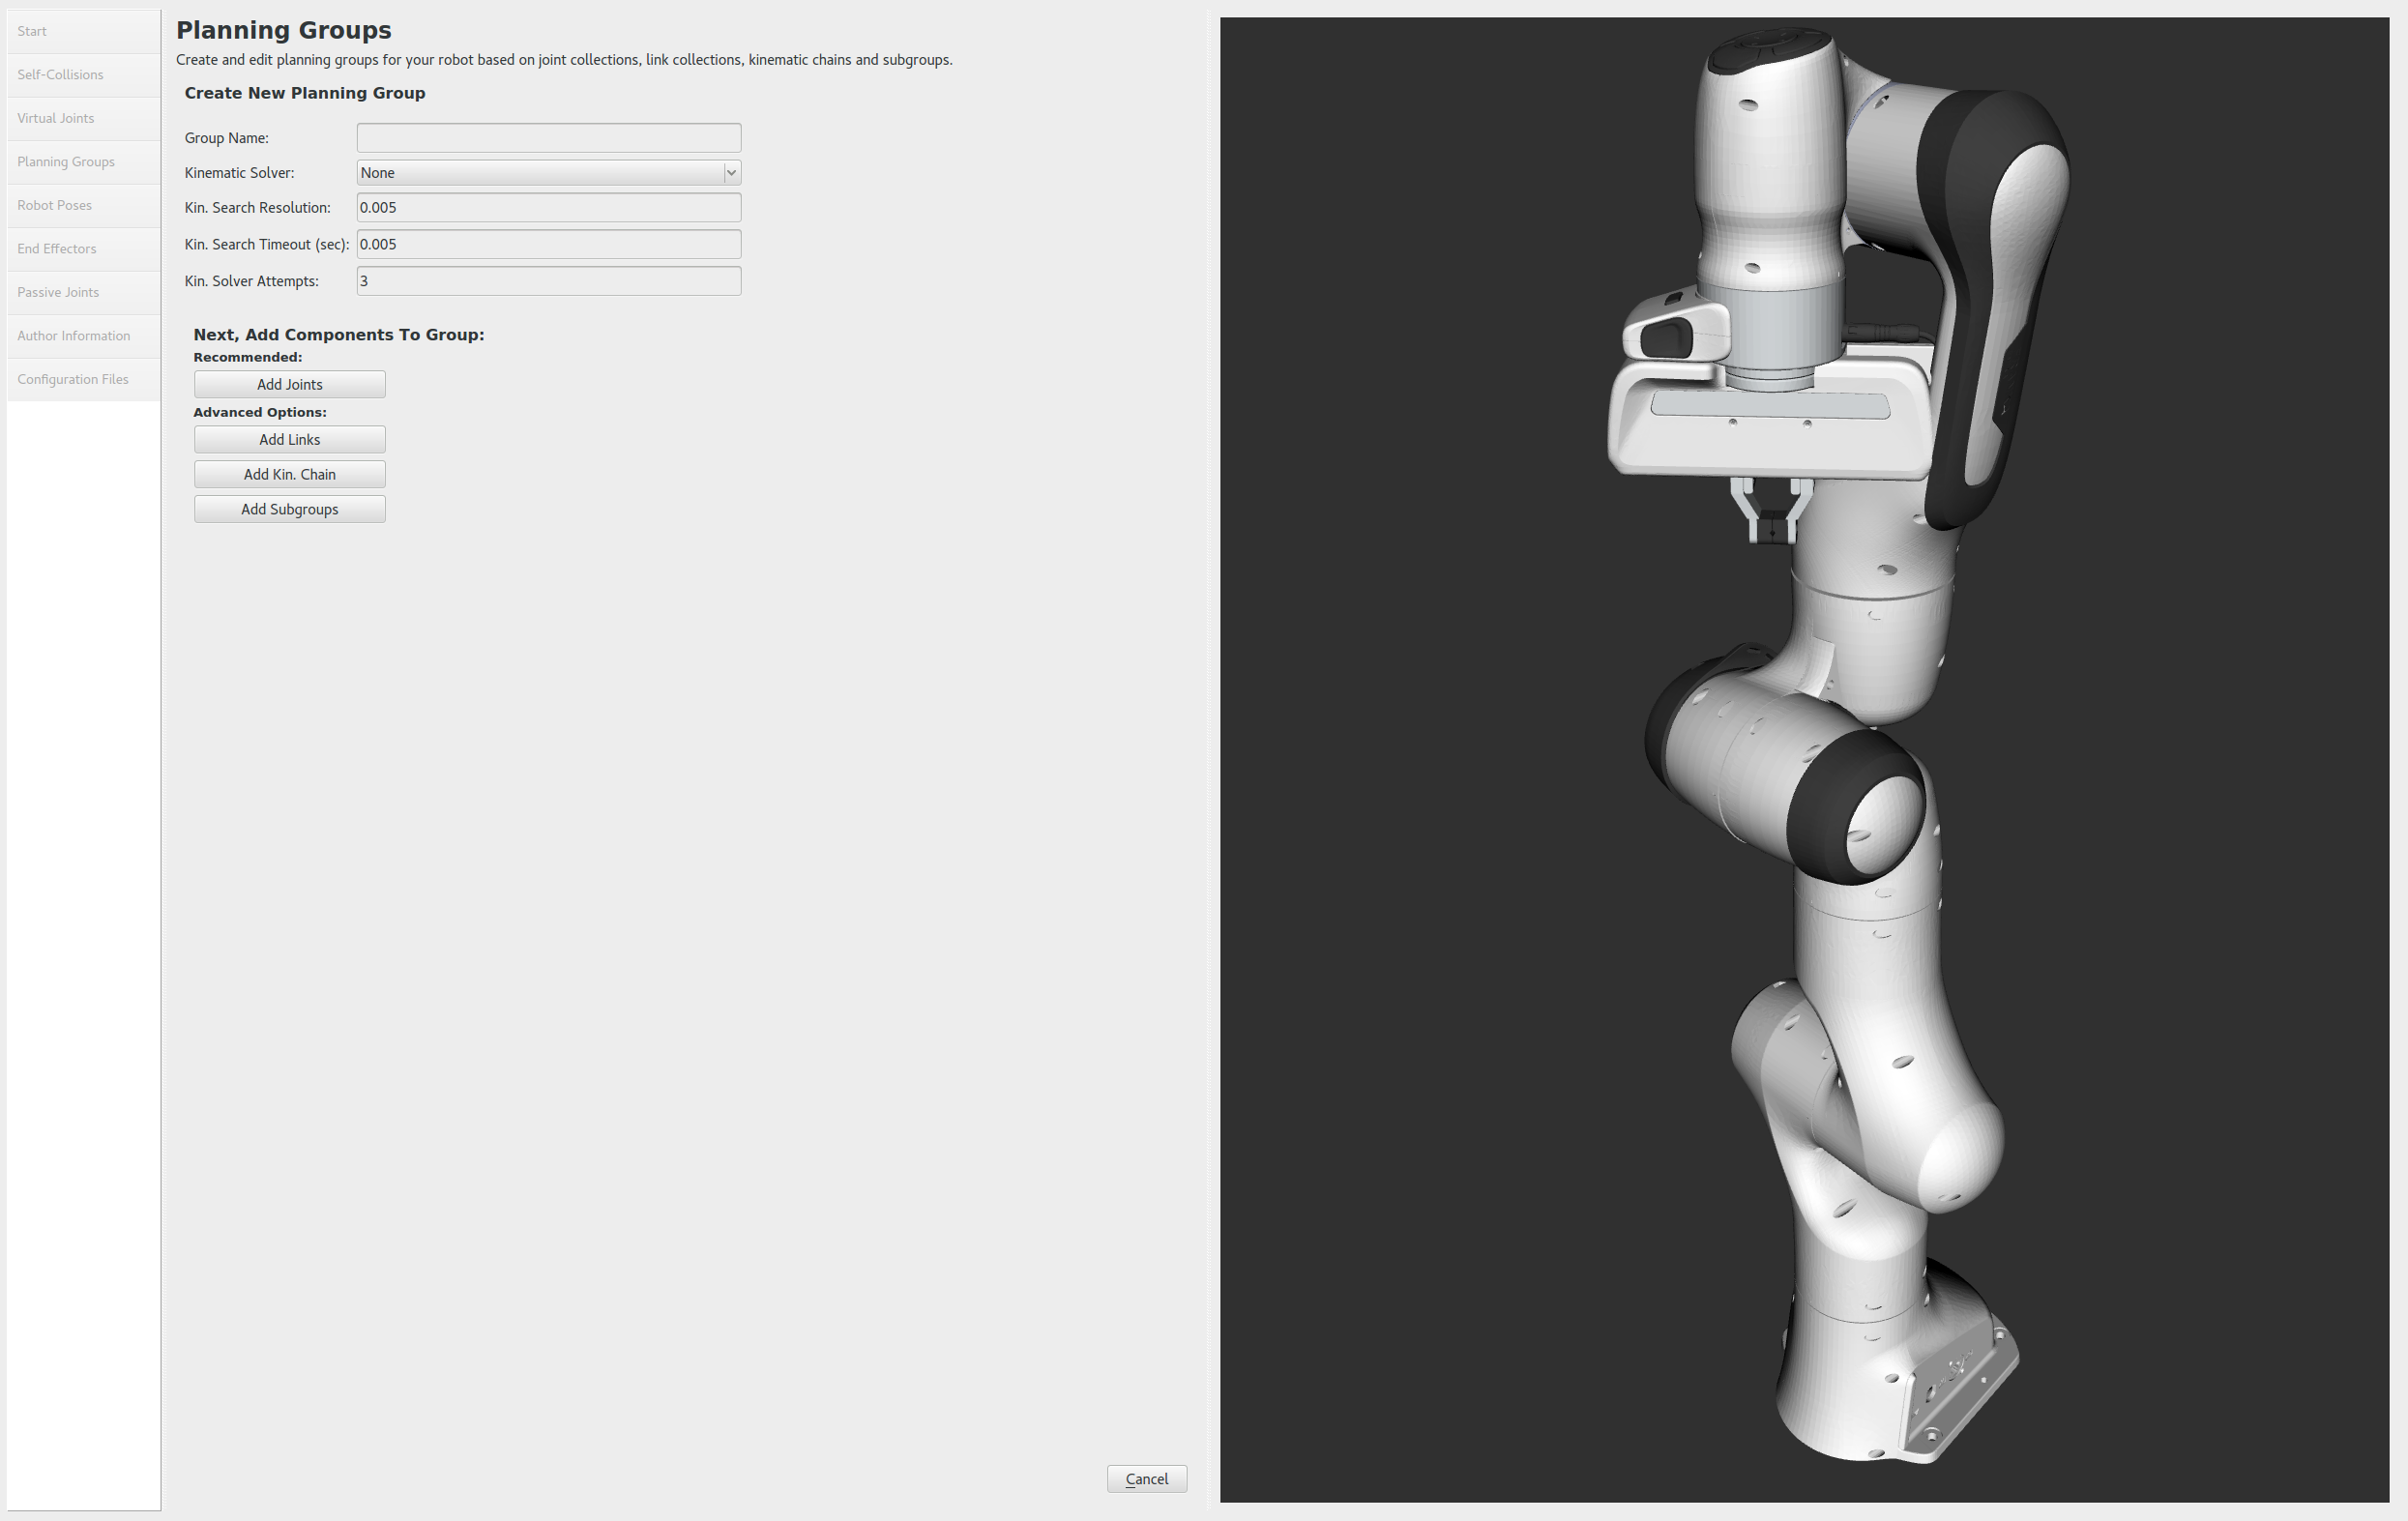 Start
Self-Collisions
Virtual Joints
Planning Groups
Robot Poses
End Effectors
Passive Joints
Author Information
Configuration Files
Planning Groups
Create and edit planning groups for your robot based on joint collections, link collections, kinematic chains and subgroups.
Create New Planning Group
Group Name:
Kinematic Solver: None
Kin. Search Resolution: 0.005
Kin. Search Timeout (sec): 0.005
Kin. Solver Attempts: 3
Next, Add Components To Group:
Recommended:
Add Joints
Advanced Options:
Add Links
Add Kin. Chain
Add Subgroups
Cancel